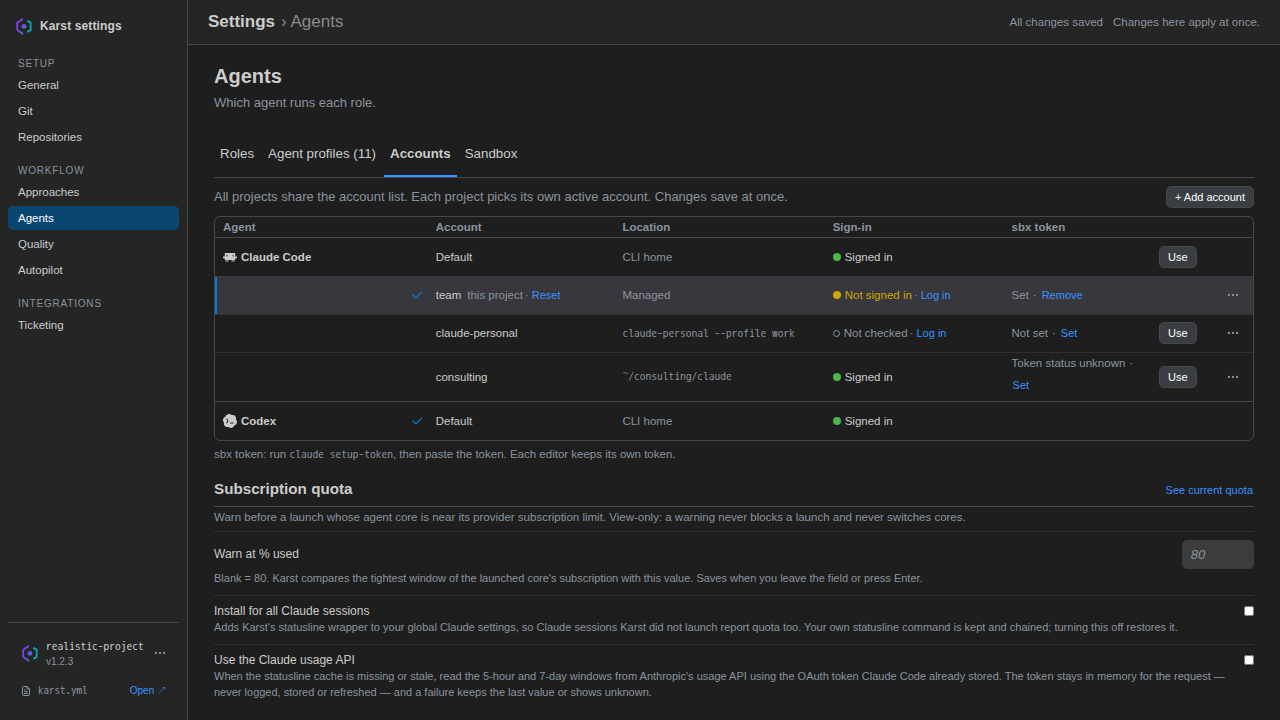 Karst settings
SETUP
General
Git
Repositories
WORKFLOW
Approaches
Agents
Quality
Autopilot
INTEGRATIONS
Ticketing
realistic-project
v1.2.3
karst.yml Open ↗
Settings › Agents
All changes saved Changes here apply at once.
Agents
Which agent runs each role.
Roles Agent profiles (11) Accounts Sandbox
All projects share the account list. Each project picks its own active account. Changes save at once.
+ Add account
Agent Account Location Sign-in sbx token
Claude Code Default CLI home Signed in Use
✓ team this project · Reset Managed Not signed in · Log in Set · Remove ···
claude-personal claude-personal --profile work Not checked · Log in Not set · Set Use ···
consulting ~/consulting/claude Signed in Token status unknown · Use ···
Set
Codex ✓ Default CLI home Signed in
sbx token: run claude setup-token, then paste the token. Each editor keeps its own token.
Subscription quota
See current quota
Warn before a launch whose agent core is near its provider subscription limit. View-only: a warning never blocks a launch and never switches cores.
Warn at % used
80
Blank = 80. Karst compares the tightest window of the launched core's subscription with this value. Saves when you leave the field or press Enter.
Install for all Claude sessions
Adds Karst's statusline wrapper to your global Claude settings, so Claude sessions Karst did not launch report quota too. Your own statusline command is kept and chained; turning this off restores it.
Use the Claude usage API
When the statusline cache is missing or stale, read the 5-hour and 7-day windows from Anthropic's usage API using the OAuth token Claude Code already stored. The token stays in memory for the request —
never logged, stored or refreshed — and a failure keeps the last value or shows unknown.